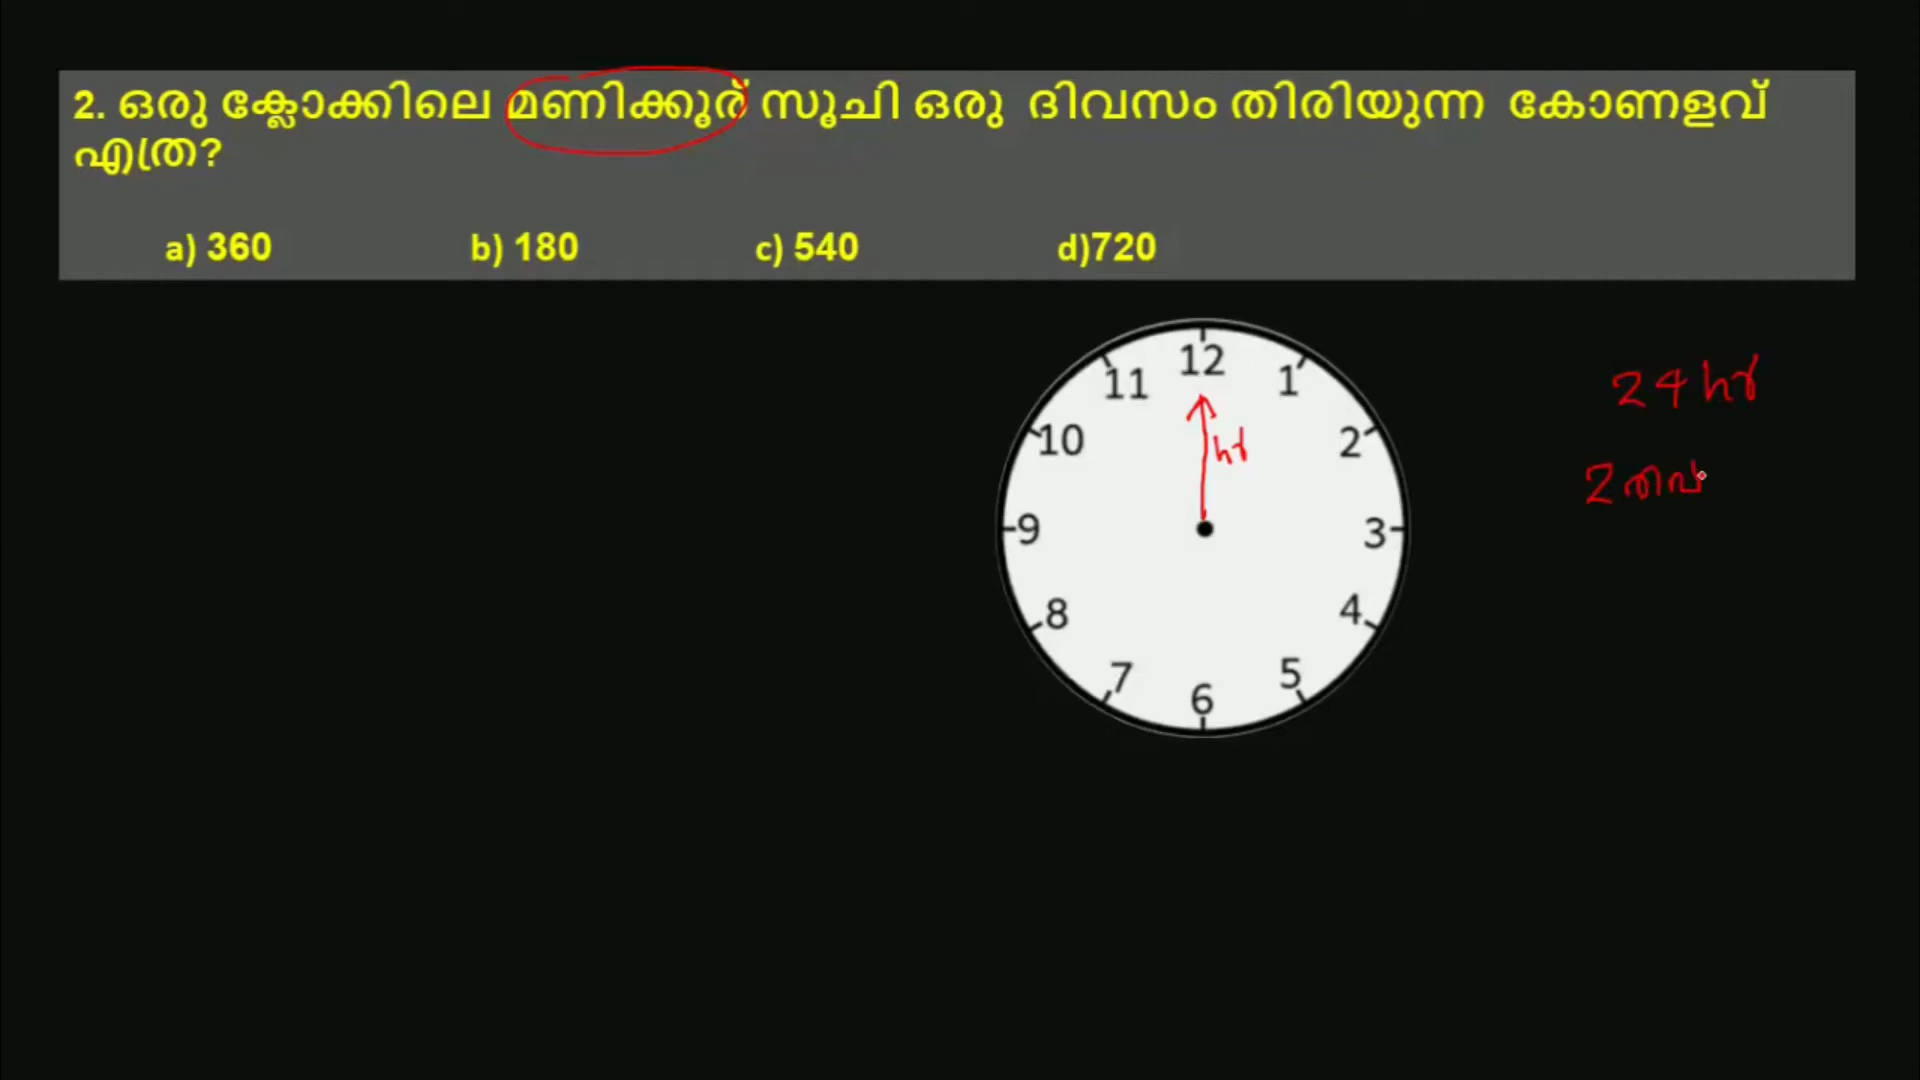 2. ഒരു ക്ലോക്കിലെ മണിക്കൂർ സൂചി ഒരു ദിവസം തിരിയുന്ന കോണളവ്
എത്ര?
a) 360 b) 180 c) 540 d)720
12
11 1
24 hr
10 hr 2
2 തവ
9 3
8 4
7 5
6